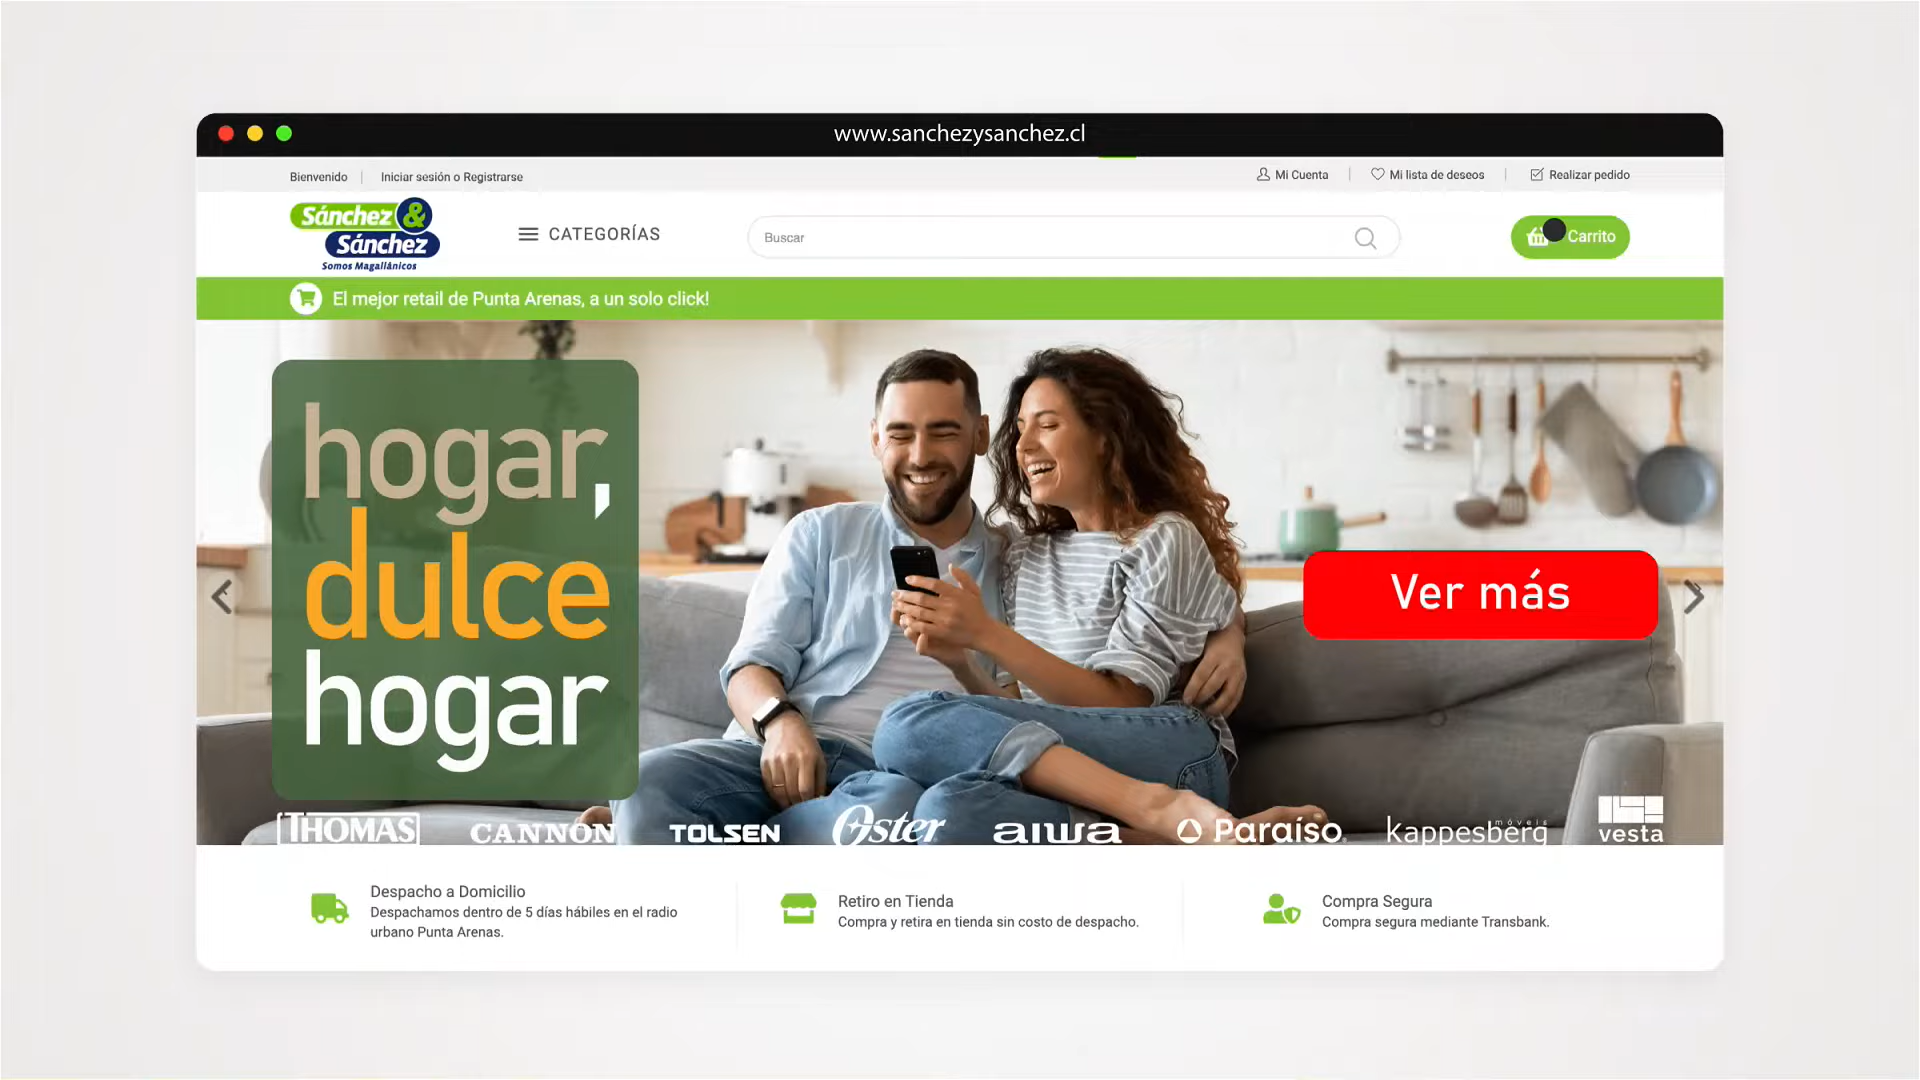 www.sanchezysanchez.cl
Bienvenido
Iniciar sesión o Registrarse
Mi Cuenta
Mi lista de deseos
Realizar pedido
Sánchez &
Sánchez
Somos Magallánicos
CATEGORÍAS
Buscar
Carrito
El mejor retail de Punta Arenas, a un solo click!
hogar,
dulce
hogar
Ver más
THOMAS
CANNON
TOLSEN
Oster
aiwa
Paraíso
móveis
kappesberg
vesta
Despacho a Domicilio
Despachamos dentro de 5 días hábiles en el radio
urbano Punta Arenas.
Retiro en Tienda
Compra y retira en tienda sin costo de despacho.
Compra Segura
Compra segura mediante Transbank.